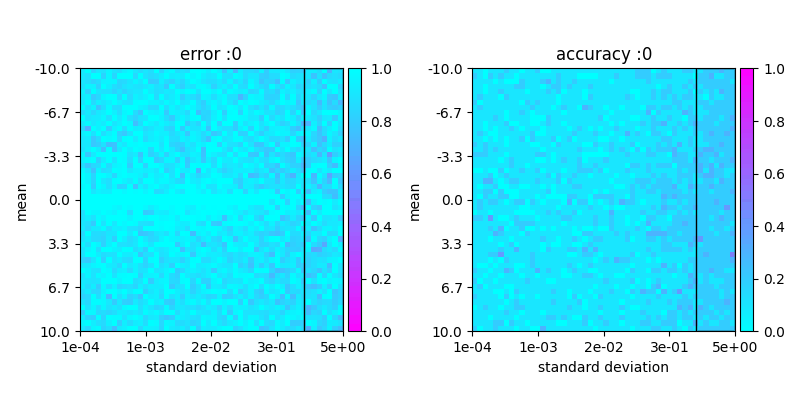 error :0
accuracy :0
-10.0
-6.7
-3.3
0.0
3.3
6.7
10.0
mean
1e-04
1e-03
2e-02
3e-01
5e+00
standard deviation
1.0
0.8
0.6
0.4
0.2
0.0
-10.0
-6.7
-3.3
0.0
3.3
6.7
10.0
mean
1e-04
1e-03
2e-02
3e-01
5e+00
standard deviation
1.0
0.8
0.6
0.4
0.2
0.0